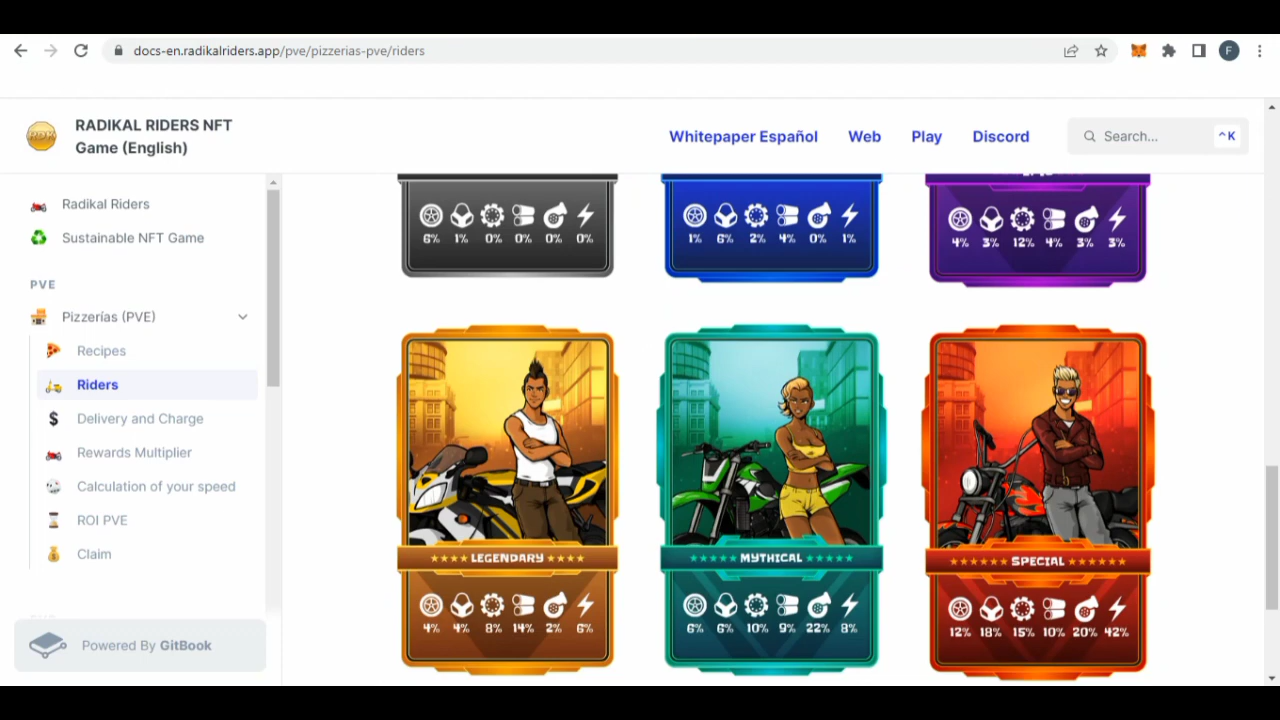 docs-en.radikalriders.app/pve/pizzerias-pve/riders
F
RADIKAL RIDERS NFT
Game (English)
Whitepaper Español
Web
Play
Discord
Search...
^K
Radikal Riders
Sustainable NFT Game
PVE
Pizzerías (PVE)
Recipes
Riders
Delivery and Charge
Rewards Multiplier
Calculation of your speed
ROI PVE
Claim
Powered By GitBook
6% 1% 0% 0% 0% 0%
1% 6% 2% 4% 0% 1%
4% 3% 12% 4% 3% 3%
LEGENDARY
4% 4% 8% 14% 2% 6%
MYTHICAL
6% 6% 10% 9% 22% 8%
SPECIAL
12% 18% 15% 10% 20% 42%